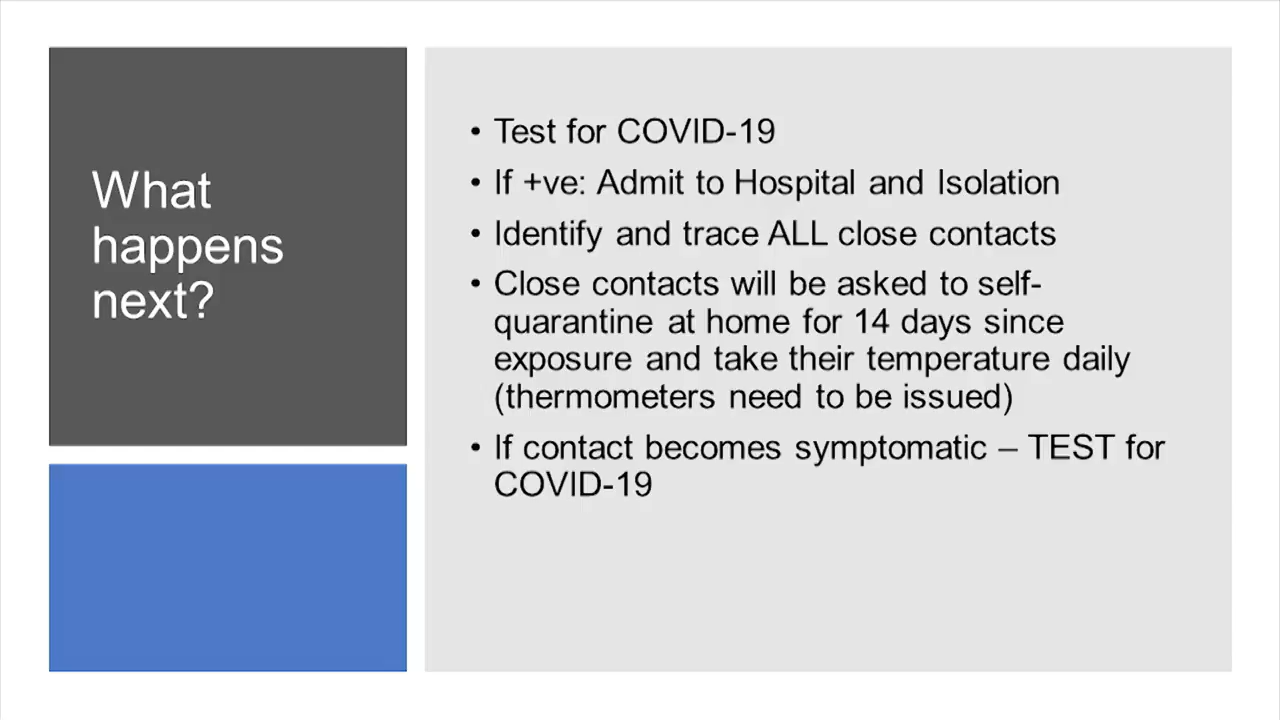 What
happens
next?
• Test for COVID-19
• If +ve: Admit to Hospital and Isolation
• Identify and trace ALL close contacts
• Close contacts will be asked to self-
quarantine at home for 14 days since
exposure and take their temperature daily
(thermometers need to be issued)
• If contact becomes symptomatic – TEST for
COVID-19